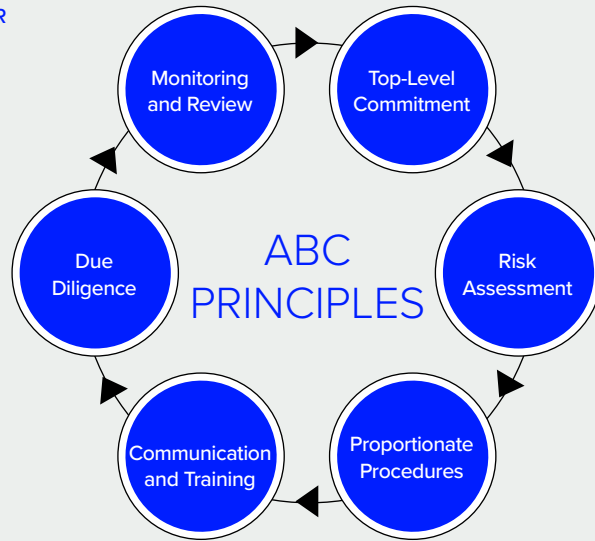 R
Monitoring
and Review
Top-Level
Commitment
Due
Diligence
ABC
PRINCIPLES
Risk
Assessment
Communication
and Training
Proportionate
Procedures